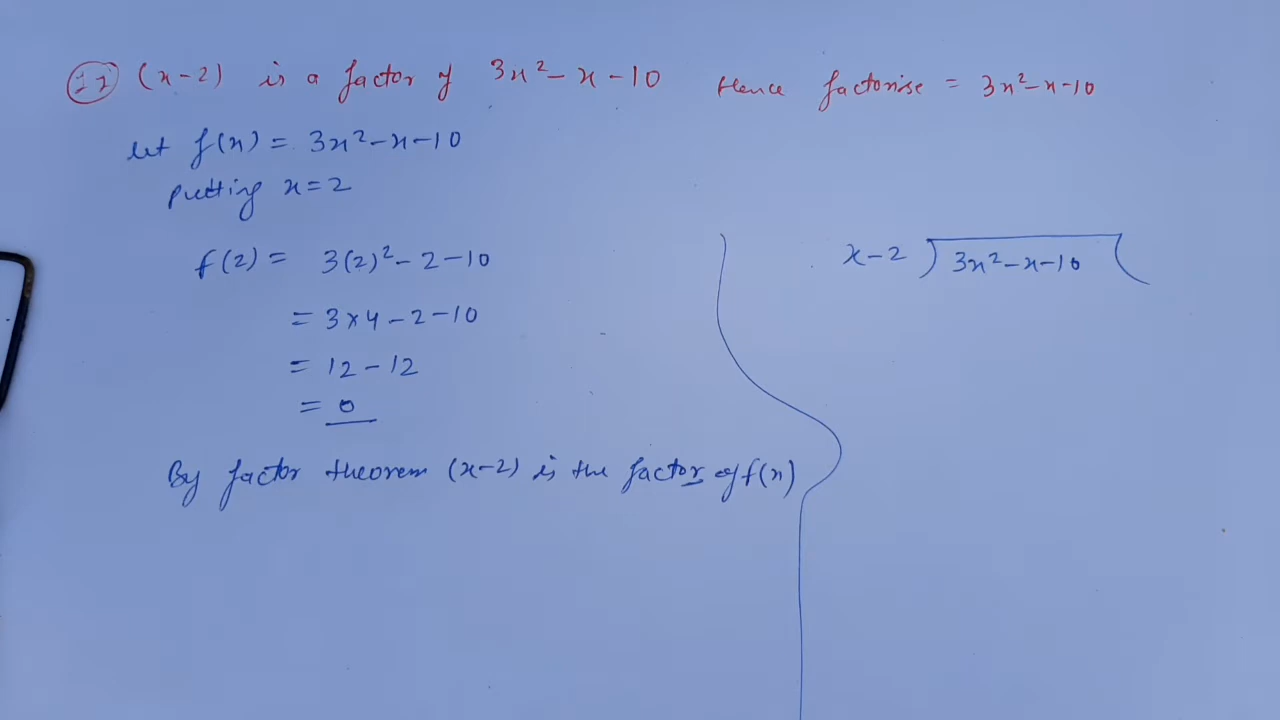 (x-2) is a factor of 3x²-x-10 Hence factorise = 3x²-x-10
let f(x) = 3x²-x-10
putting x=2
f(2) = 3(2)²-2-10
= 3×4-2-10
= 12-12
= 0
By factor theorem (x-2) is the factor of f(x)
x-2 ) 3x²-x-10 (